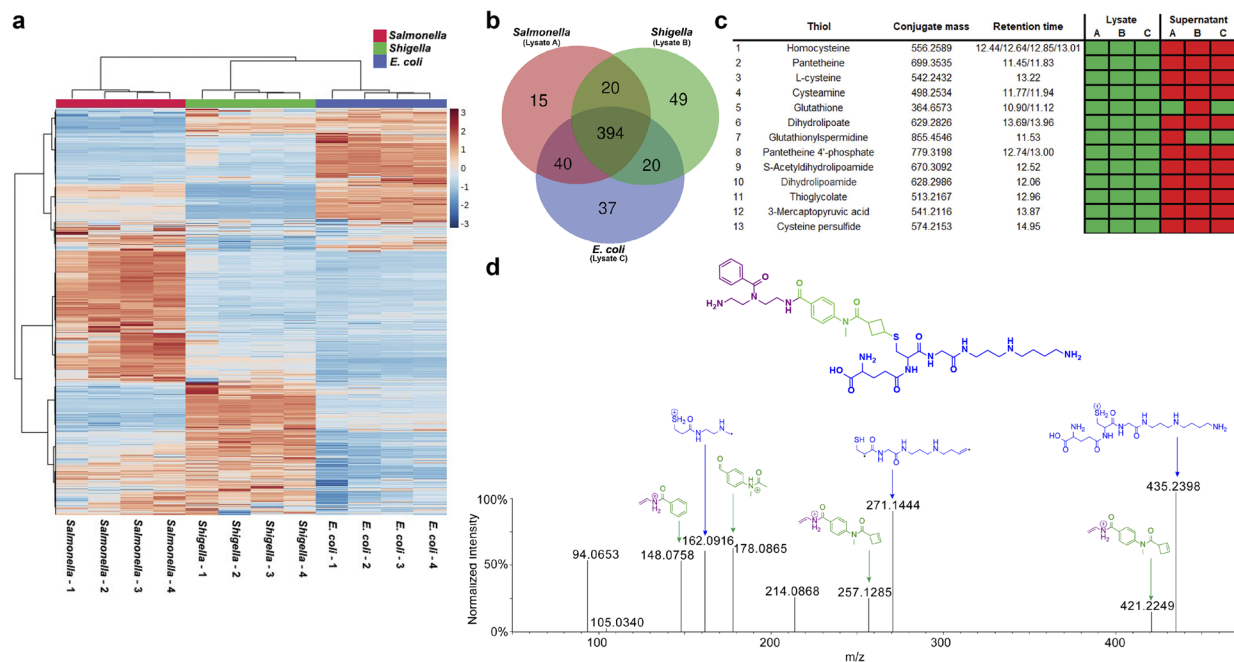 a
Salmonella
Shigella
E. coli
3
2
1
0
-1
-2
-3
Salmonella - 1
Salmonella - 2
Salmonella - 3
Salmonella - 4
Shigella - 1
Shigella - 2
Shigella - 3
Shigella - 4
E. coli - 1
E. coli - 2
E. coli - 3
E. coli - 4
b
Salmonella
(Lysate A)
Shigella
(Lysate B)
15
20
49
394
40
20
37
E. coli
(Lysate C)
c
Thiol Conjugate mass Retention time Lysate Supernatant
A B C A B C
1 Homocysteine 556.2589 12.44/12.64/12.85/13.01
2 Pantetheine 699.3535 11.45/11.83
3 L-cysteine 542.2432 13.22
4 Cysteamine 498.2534 11.77/11.94
5 Glutathione 364.6573 10.90/11.12
6 Dihydrolipoate 629.2826 13.69/13.96
7 Glutathionylspermidine 855.4546 11.53
8 Pantetheine 4'-phosphate 779.3198 12.74/13.00
9 S-Acetyldihydrolipoamide 670.3092 12.52
10 Dihydrolipoamide 628.2986 12.06
11 Thioglycolate 513.2167 12.96
12 3-Mercaptopyruvic acid 541.2116 13.87
13 Cysteine persulfide 574.2153 14.95
d
Normalized Intensity
100%
50%
0%
94.0653
105.0340
148.0758
162.0916
178.0865
214.0868
257.1285
271.1444
421.2249
435.2398
100
200
300
400
m/z